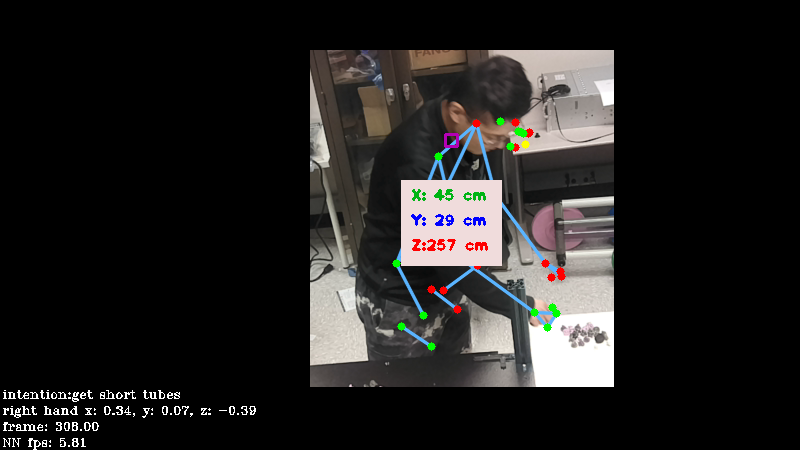 FANG
X: 45 cm
Y: 29 cm
Z:257 cm
intention:get short tubes
right hand x: 0.34, y: 0.07, z: −0.39
frame: 308.00
NN fps: 5.81